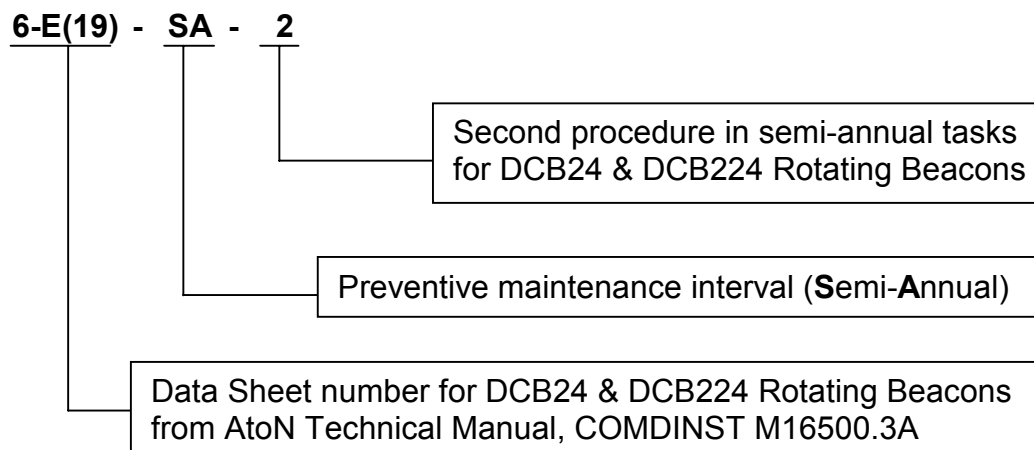 6-E(19) - SA - 2
Second procedure in semi-annual tasks
for DCB24 & DCB224 Rotating Beacons
Preventive maintenance interval (Semi-Annual)
Data Sheet number for DCB24 & DCB224 Rotating Beacons
from AtoN Technical Manual, COMDINST M16500.3A